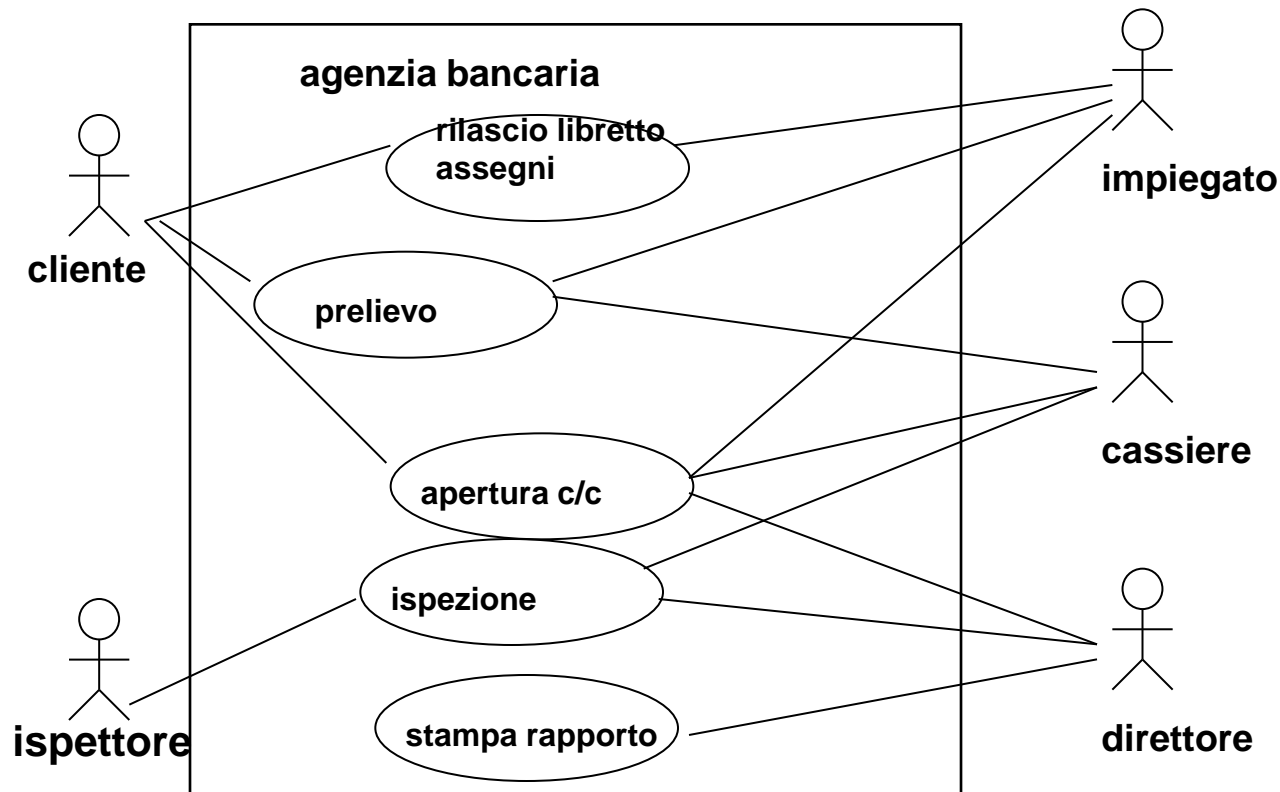 agenzia bancaria
rilascio libretto
assegni
impiegato
cliente
prelievo
cassiere
apertura c/c
ispezione
ispettore
stampa rapporto
direttore